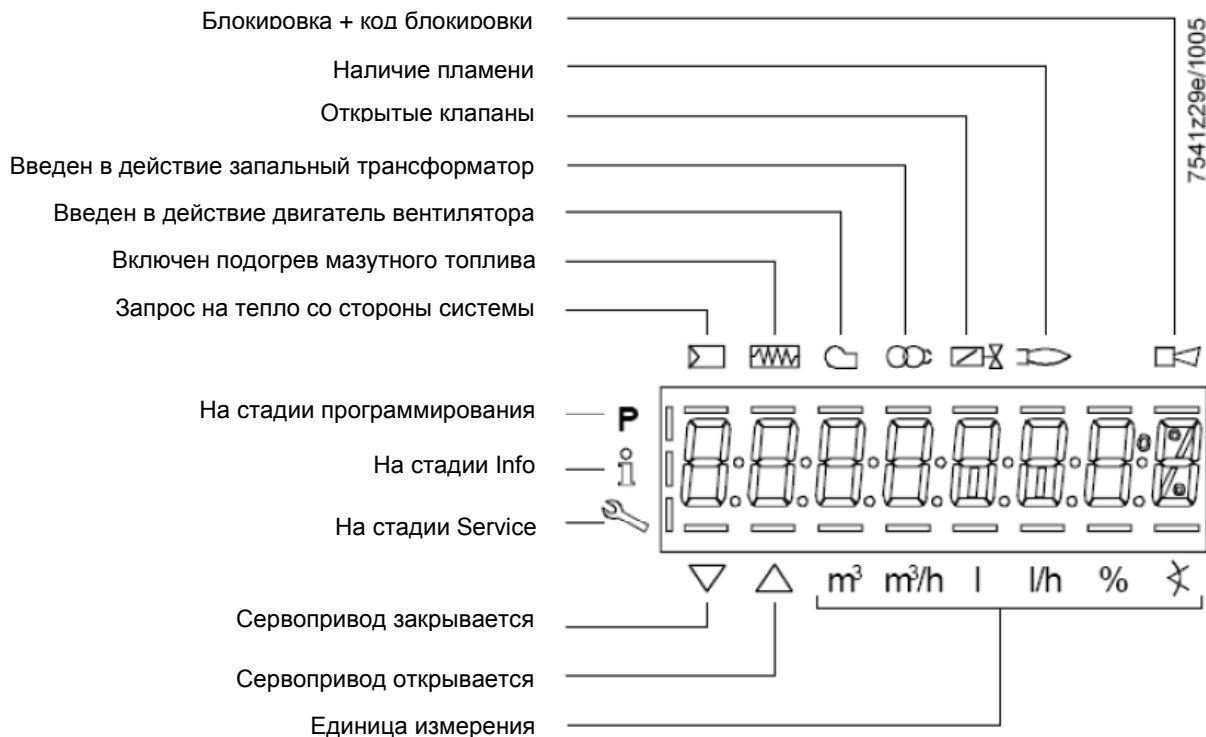 Блокировка + код блокировки
Наличие пламени
Открытые клапаны
Введен в действие запальный трансформатор
Введен в действие двигатель вентилятора
Включен подогрев мазутного топлива
Запрос на тепло со стороны системы
7541z29e/1005
На стадии программирования
P
На стадии Info
i
На стадии Service
m³ m³/h l l/h %
Сервопривод закрывается
Сервопривод открывается
Единица измерения